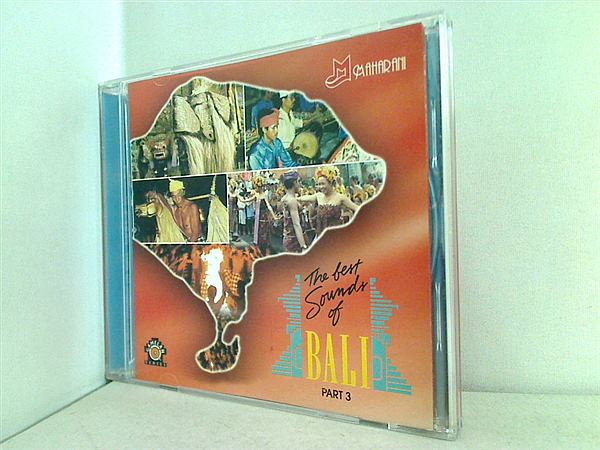 MAHARANI
The best
Sounds
of
BALI
PART 3